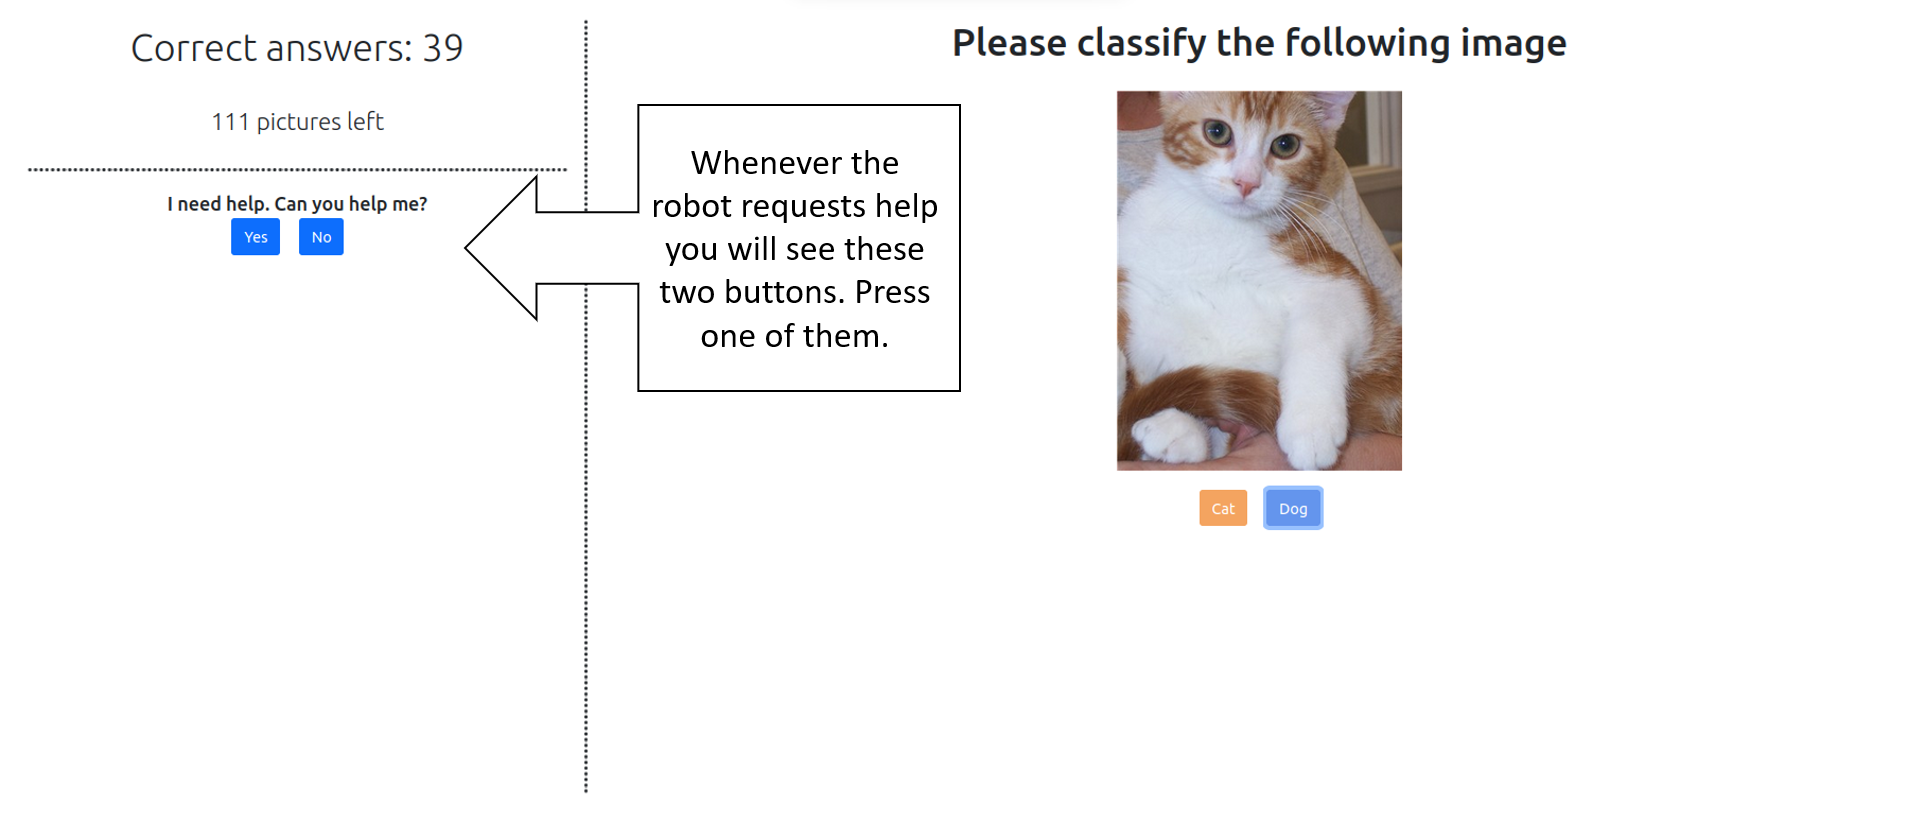 Correct answers: 39
111 pictures left
I need help. Can you help me?
Yes No
Whenever the
robot requests help
you will see these
two buttons. Press
one of them.
Please classify the following image
Cat Dog